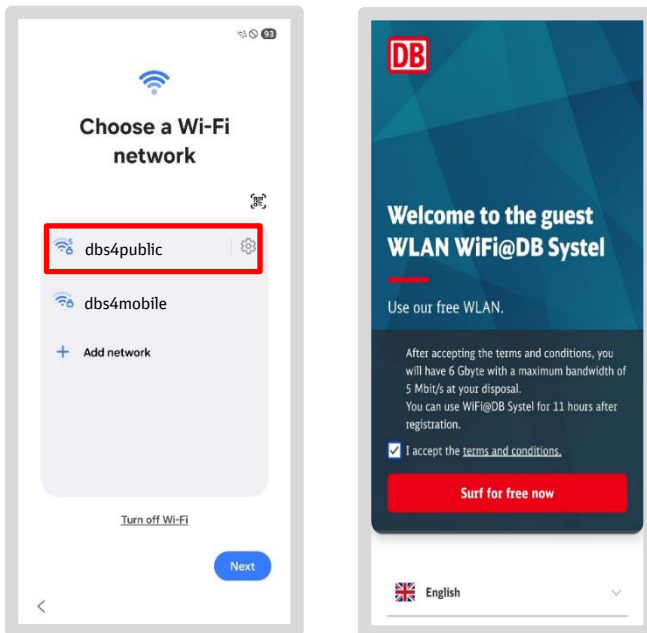 93
Choose a Wi-Fi
network
dbs4public
dbs4mobile
+ Add network
Turn off Wi-Fi
Next
<
DB
Welcome to the guest
WLAN WiFi@DB Systel
Use our free WLAN.
After accepting the terms and conditions, you
will have 6 Gbyte with a maximum bandwidth of
5 Mbit/s at your disposal.
You can use WiFi@DB Systel for 11 hours after
registration.
I accept the terms and conditions.
Surf for free now
English